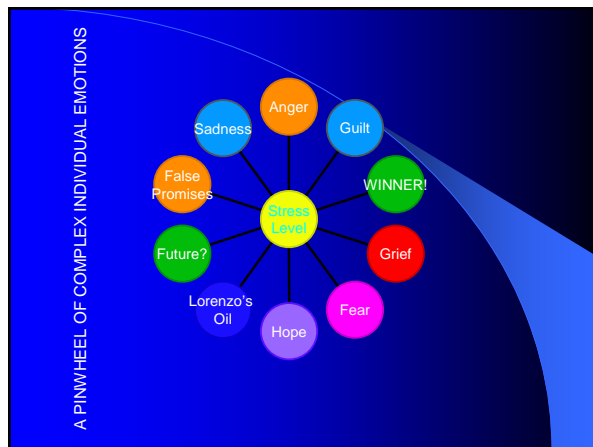 A PINWHEEL OF COMPLEX INDIVIDUAL EMOTIONS
Anger
Guilt
WINNER!
Grief
Fear
Hope
Lorenzo's
Oil
Future?
False
Promises
Sadness
Stress
Level